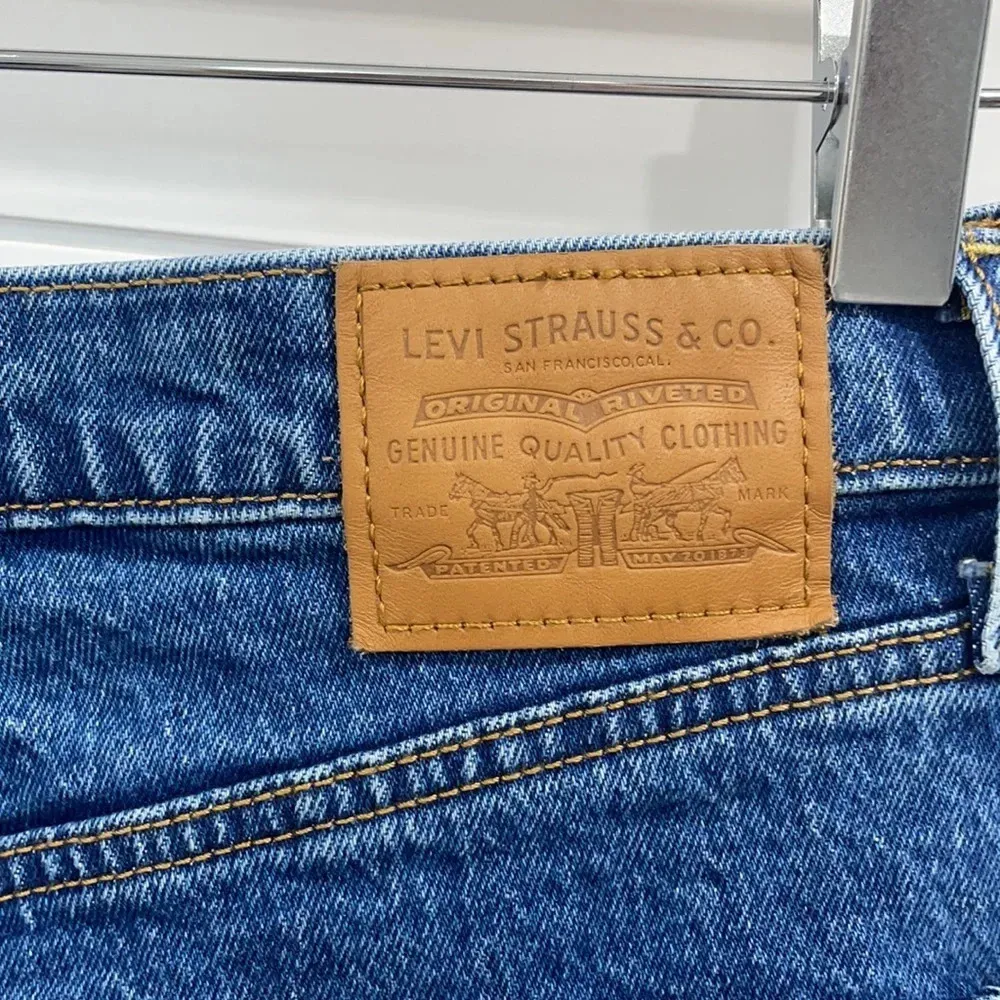 LEVI STRAUSS & CO.
SAN FRANCISCO, CAL.
ORIGINAL RIVETED
GENUINE QUALITY CLOTHING
TRADE MARK
PATENTED MAY 20 1873